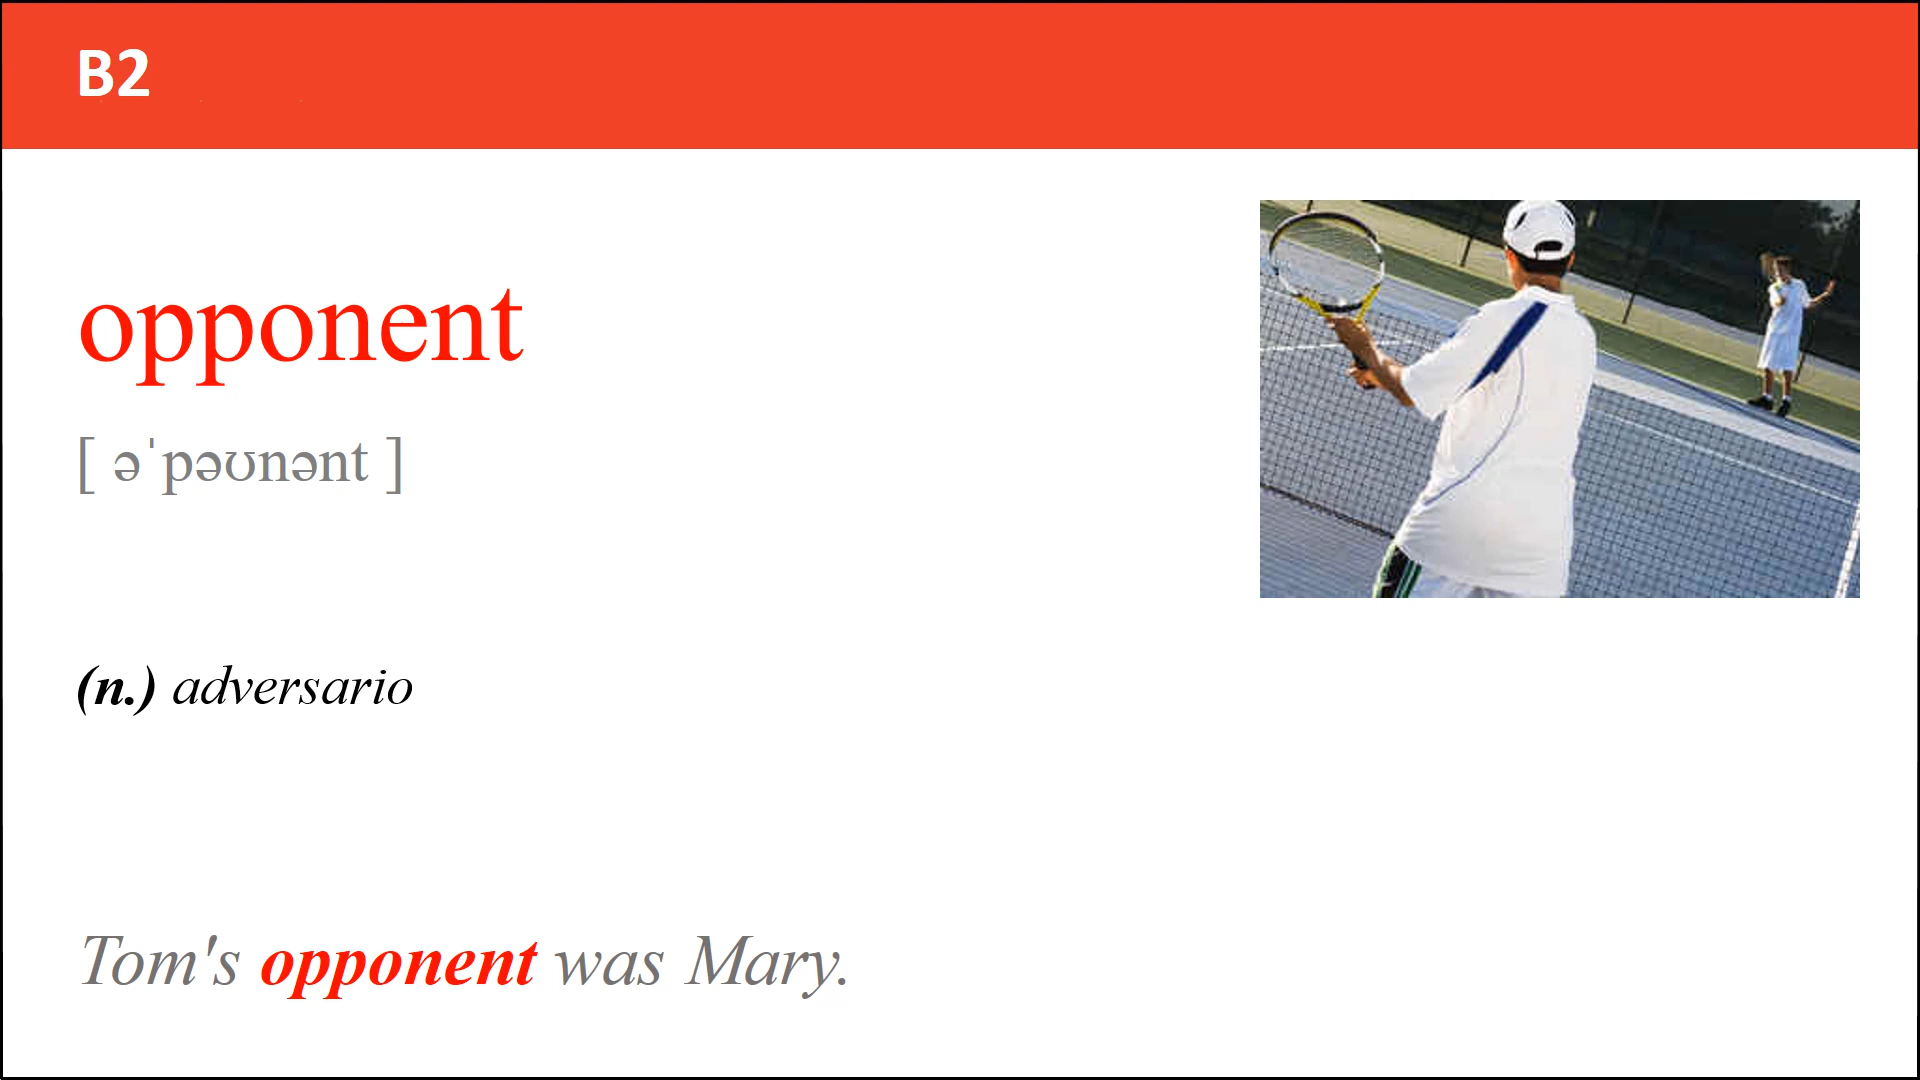 B2
opponent
[ əˈpəʊnənt ]
(n.) adversario
Tom's opponent was Mary.